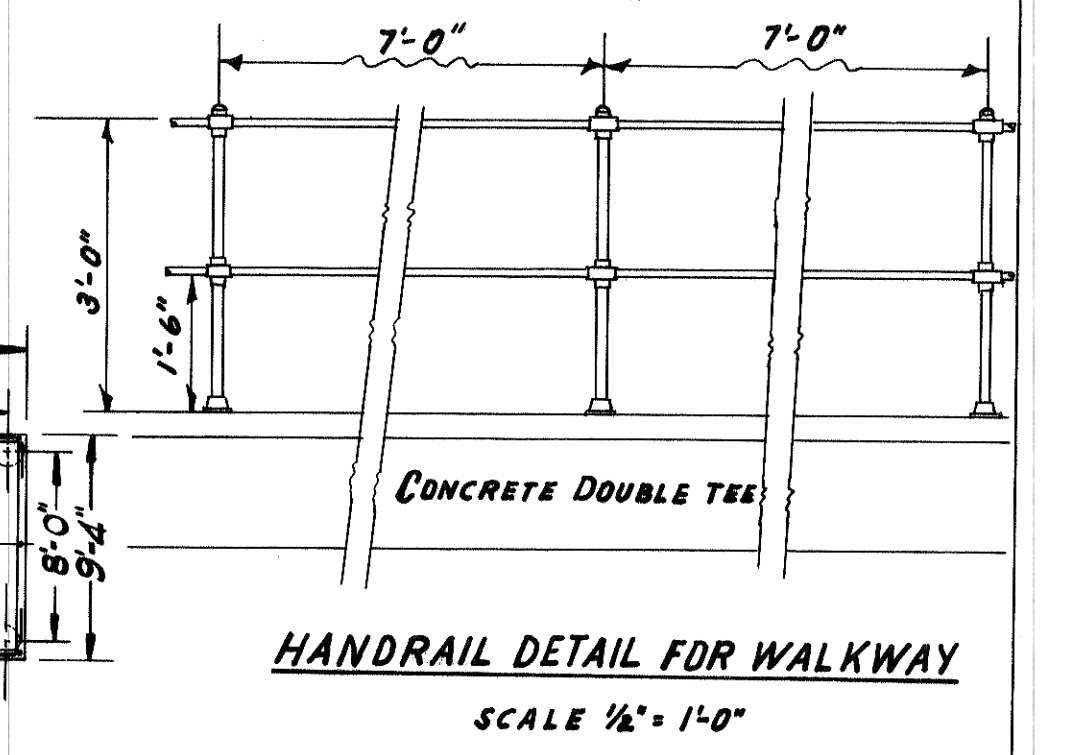 7'-0" 7'-0"
3'-0"
1'-6"
8'-0"
9'-4"
CONCRETE DOUBLE TEE
HANDRAIL DETAIL FOR WALKWAY
SCALE 1/2" = 1'-0"